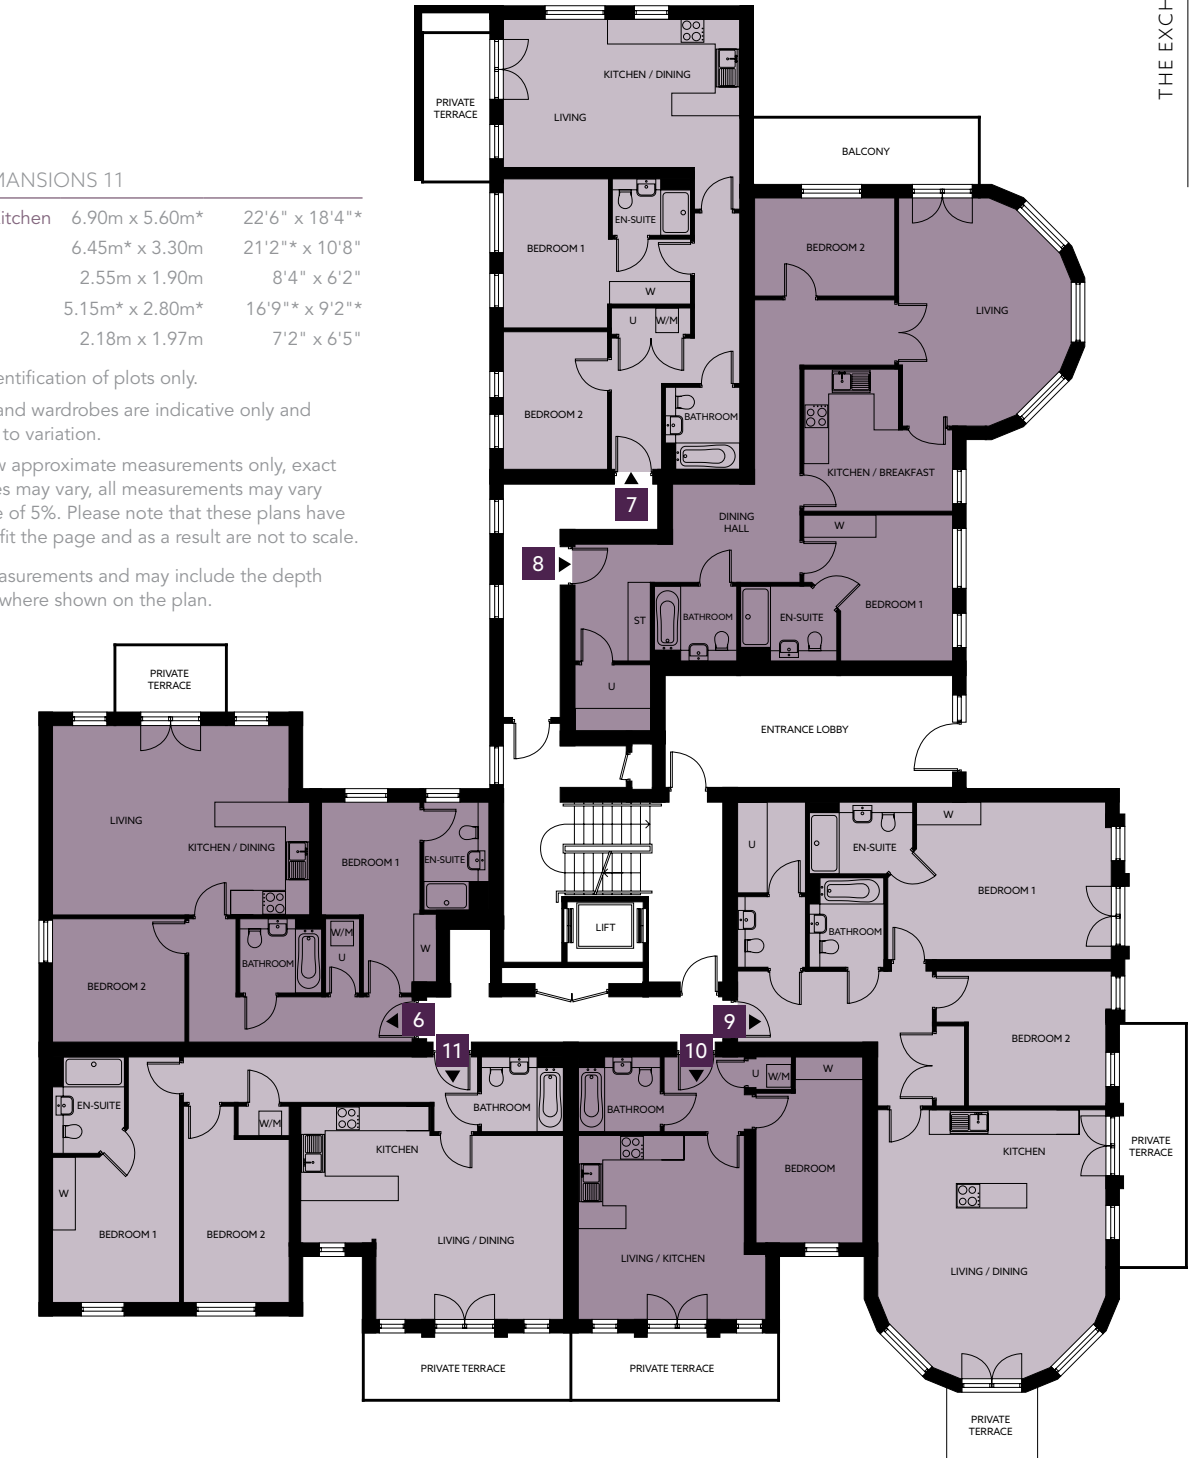 THE EXCH
MANSIONS 11
itchen 6.90m x 5.60m* 22'6" x 18'4"*
6.45m* x 3.30m 21'2"* x 10'8"
2.55m x 1.90m 8'4" x 6'2"
5.15m* x 2.80m* 16'9"* x 9'2"*
2.18m x 1.97m 7'2" x 6'5"
entification of plots only.
and wardrobes are indicative only and
to variation.
w approximate measurements only, exact
es may vary, all measurements may vary
e of 5%. Please note that these plans have
fit the page and as a result are not to scale.
asurements and may include the depth
where shown on the plan.
PRIVATE
TERRACE
KITCHEN / DINING
LIVING
BEDROOM 1
EN-SUITE
W
U
W/M
BEDROOM 2
BATHROOM
7
BALCONY
BEDROOM 2
LIVING
KITCHEN / BREAKFAST
DINING
HALL
W
BEDROOM 1
8
ST
BATHROOM
EN-SUITE
U
ENTRANCE LOBBY
PRIVATE
TERRACE
LIVING
KITCHEN / DINING
BEDROOM 1
EN-SUITE
W/M
U
W
BATHROOM
BEDROOM 2
6
LIFT
U
EN-SUITE
W
BEDROOM 1
BATHROOM
9
BEDROOM 2
PRIVATE
TERRACE
KITCHEN
LIVING / DINING
PRIVATE
TERRACE
11
EN-SUITE
W/M
W
BEDROOM 1
BEDROOM 2
KITCHEN
BATHROOM
LIVING / DINING
PRIVATE TERRACE
10
BATHROOM
U
W/M
W
BEDROOM
LIVING / KITCHEN
PRIVATE TERRACE